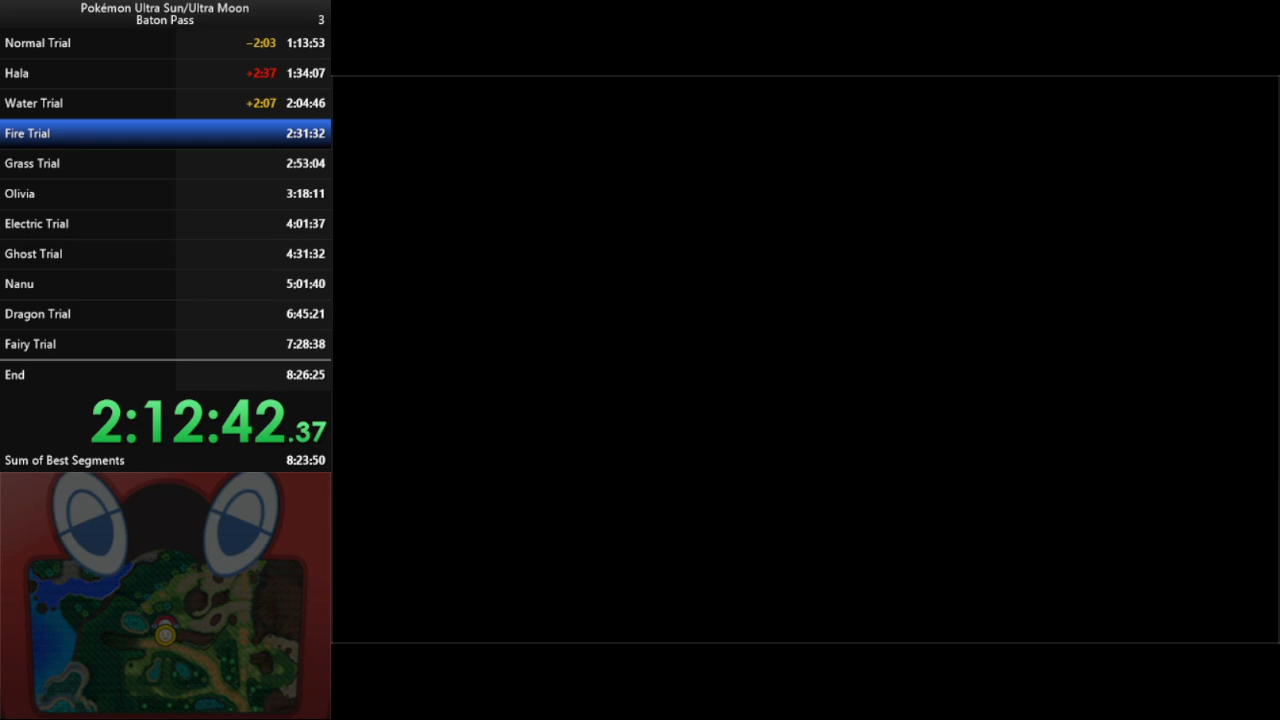 Pokémon Ultra Sun/Ultra Moon
Baton Pass 3
Normal Trial −2:03 1:13:53
Hala +2:37 1:34:07
Water Trial +2:07 2:04:46
Fire Trial 2:31:32
Grass Trial 2:53:04
Olivia 3:18:11
Electric Trial 4:01:37
Ghost Trial 4:31:32
Nanu 5:01:40
Dragon Trial 6:45:21
Fairy Trial 7:28:38
End 8:26:25
2:12:42.37
Sum of Best Segments 8:23:50